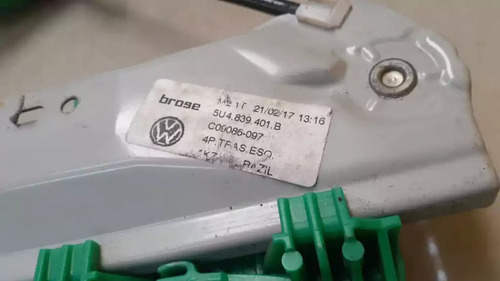 brose
21/02/17 13:16
5U4.839.401.B
C09086-097
4P.TRAS.ESQ.